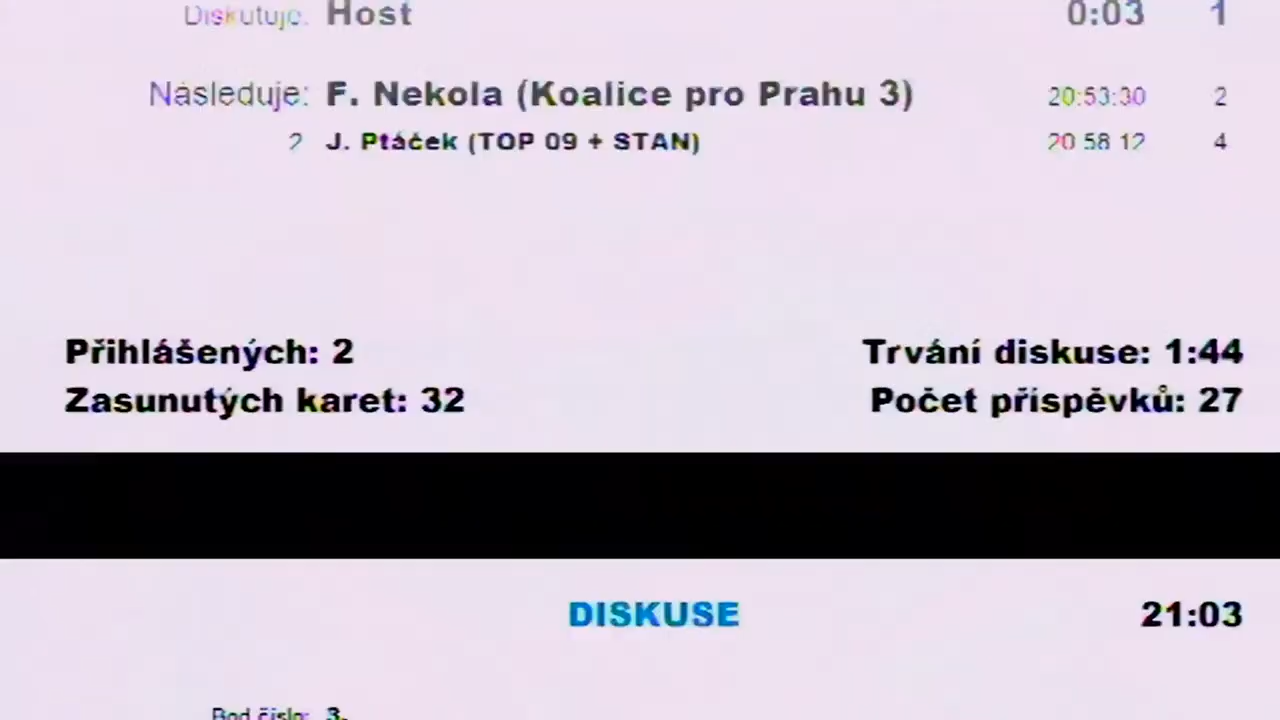 Diskutuje: Host 0:03 1
Následuje: F. Nekola (Koalice pro Prahu 3) 20:53:30 2
2 J. Ptáček (TOP 09 + STAN) 20:58:12 4
Přihlášených: 2 Trvání diskuse: 1:44
Zasunutých karet: 32 Počet příspěvků: 27
DISKUSE 21:03
Bod číslo: 3.